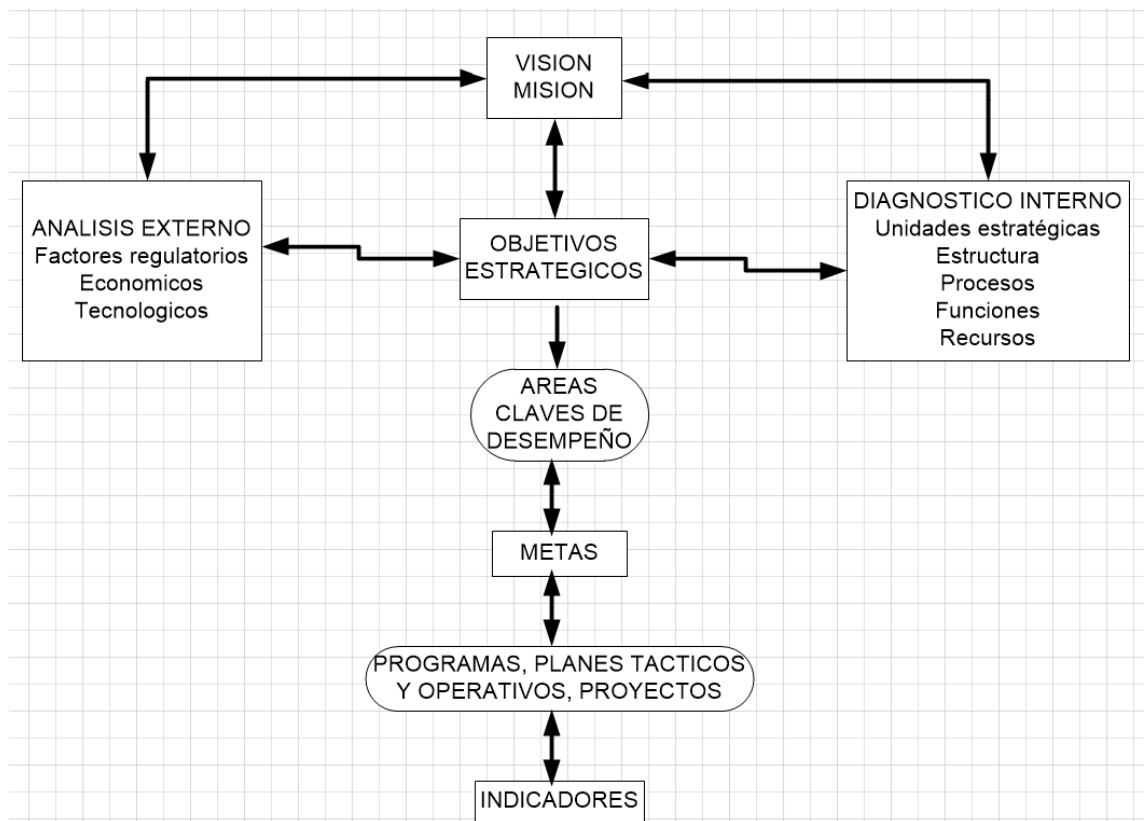 VISION
MISION
ANALISIS EXTERNO
Factores regulatorios
Economicos
Tecnologicos
OBJETIVOS
ESTRATEGICOS
DIAGNOSTICO INTERNO
Unidades estratégicas
Estructura
Procesos
Funciones
Recursos
AREAS
CLAVES DE
DESEMPEÑO
METAS
PROGRAMAS, PLANES TACTICOS
Y OPERATIVOS, PROYECTOS
INDICADORES